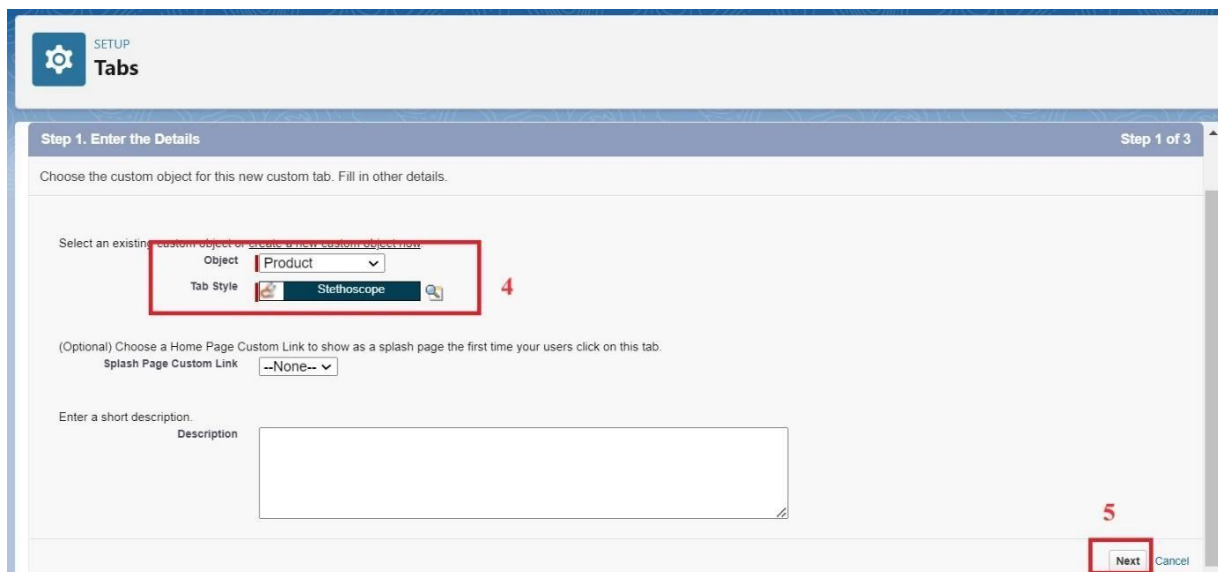 SETUP
Tabs
Step 1. Enter the Details Step 1 of 3
Choose the custom object for this new custom tab. Fill in other details.
Select an existing custom object or create a new custom object now.
Object Product
Tab Style Stethoscope 4
(Optional) Choose a Home Page Custom Link to show as a splash page the first time your users click on this tab.
Splash Page Custom Link --None--
Enter a short description.
Description
5
Next Cancel